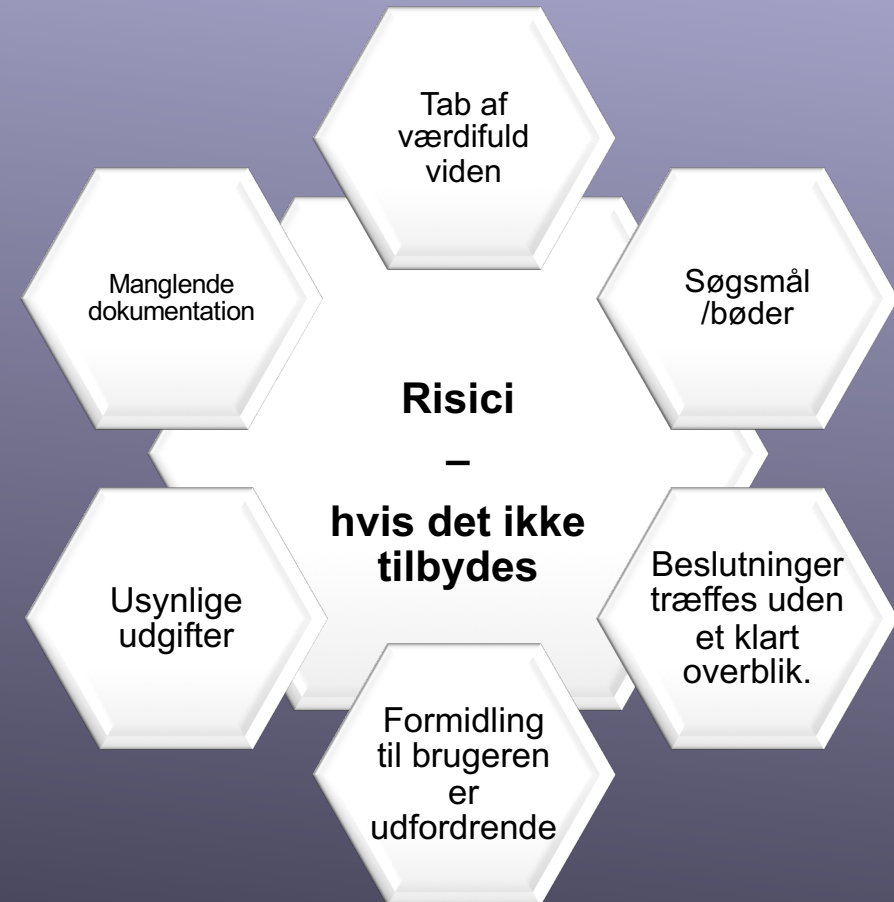 Tab af
værdifuld
viden
Manglende
dokumentation
Søgsmål
/bøder
Risici
–
hvis det ikke
tilbydes
Usynlige
udgifter
Beslutninger
træffes uden
et klart
overblik.
Formidling
til brugeren
er
udfordrende